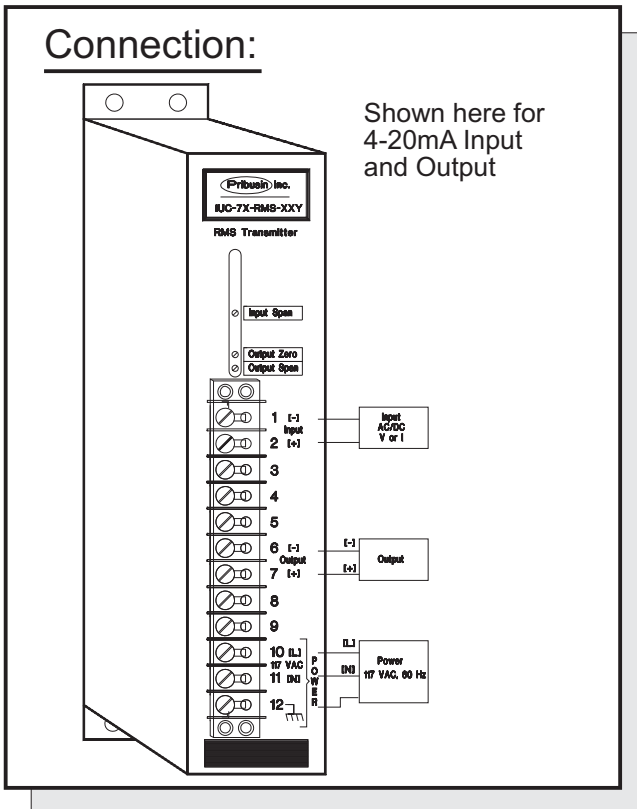 Connection:
Shown here for
4-20mA Input
and Output
Pribusin Inc.
IUC-7X-RMS-XXY
RMS Transmitter
Input Span
Output Zero
Output Span
1 [-]
Input
2 [+]
3
4
5
6 [-]
Output
7 [+]
8
9
10 [L]
117 VAC
11 [N]
12
POWER
Input
AC/DC
V or I
[-]
[+]
Output
[L]
[N]
Power
117 VAC, 60 Hz